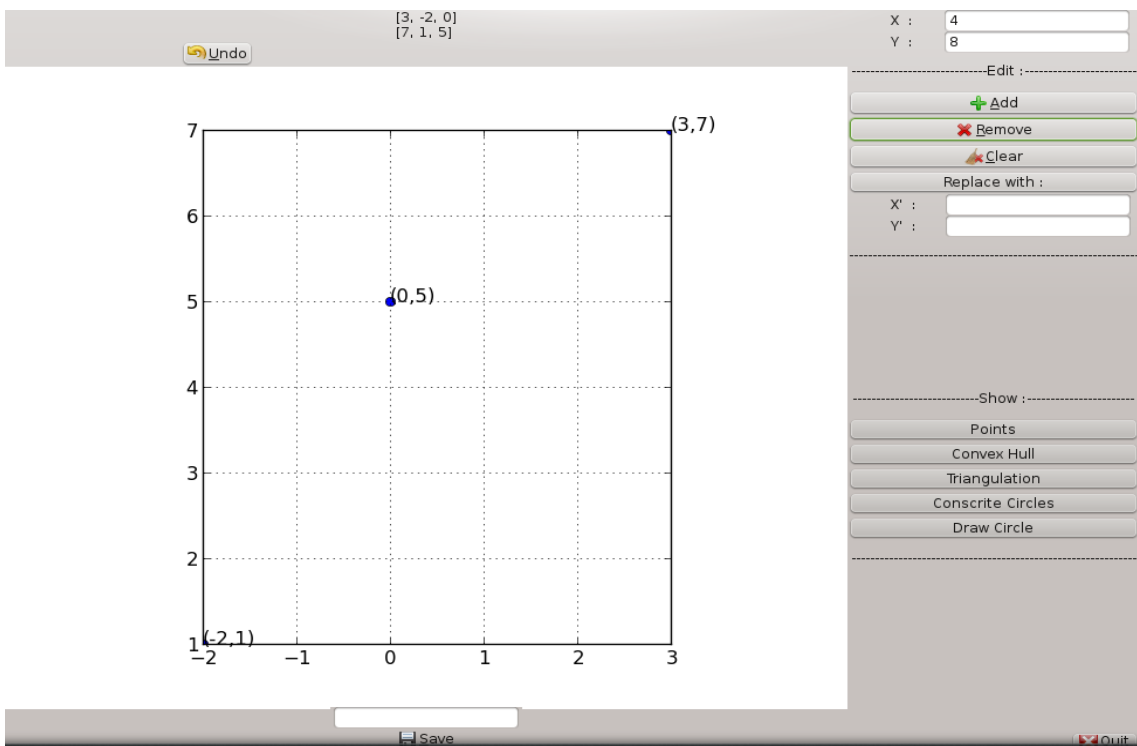 [3, -2, 0]
[7, 1, 5]
Undo
X :
4
Y :
8
Edit :
Add
Remove
Clear
Replace with :
X' :
Y' :
7
(3,7)
6
5
(0,5)
4
3
2
1
(-2,1)
−2
−1
0
1
2
3
Show :
Points
Convex Hull
Triangulation
Conscrite Circles
Draw Circle
Save
Quit